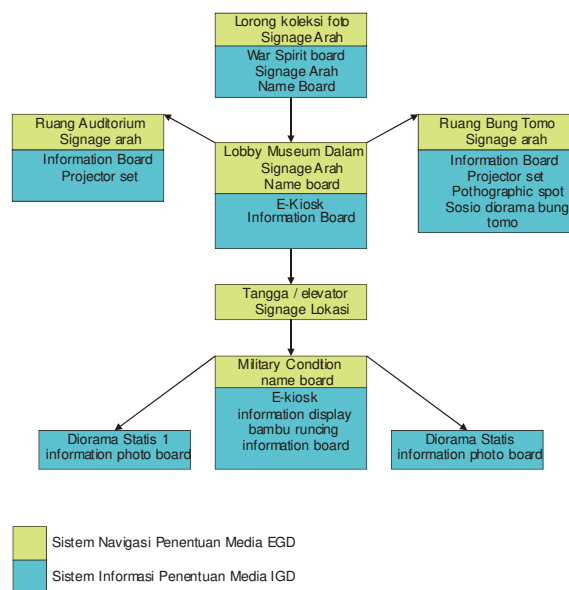 Lorong koleksi foto
Signage Arah
War Spirit board
Signage Arah
Name Board
Ruang Auditorium
Signage arah
Information Board
Projector set
Lobby Museum Dalam
Signage Arah
Name board
E-Kiosk
Information Board
Ruang Bung Tomo
Signage arah
Information Board
Projector set
Pothographic spot
Sosio diorama bung
tomo
Tangga / elevator
Signage Lokasi
Military Condtion
name board
E-kiosk
information display
bambu runcing
information board
Diorama Statis 1
information photo board
Diorama Statis
information photo board
Sistem Navigasi Penentuan Media EGD
Sistem Informasi Penentuan Media IGD